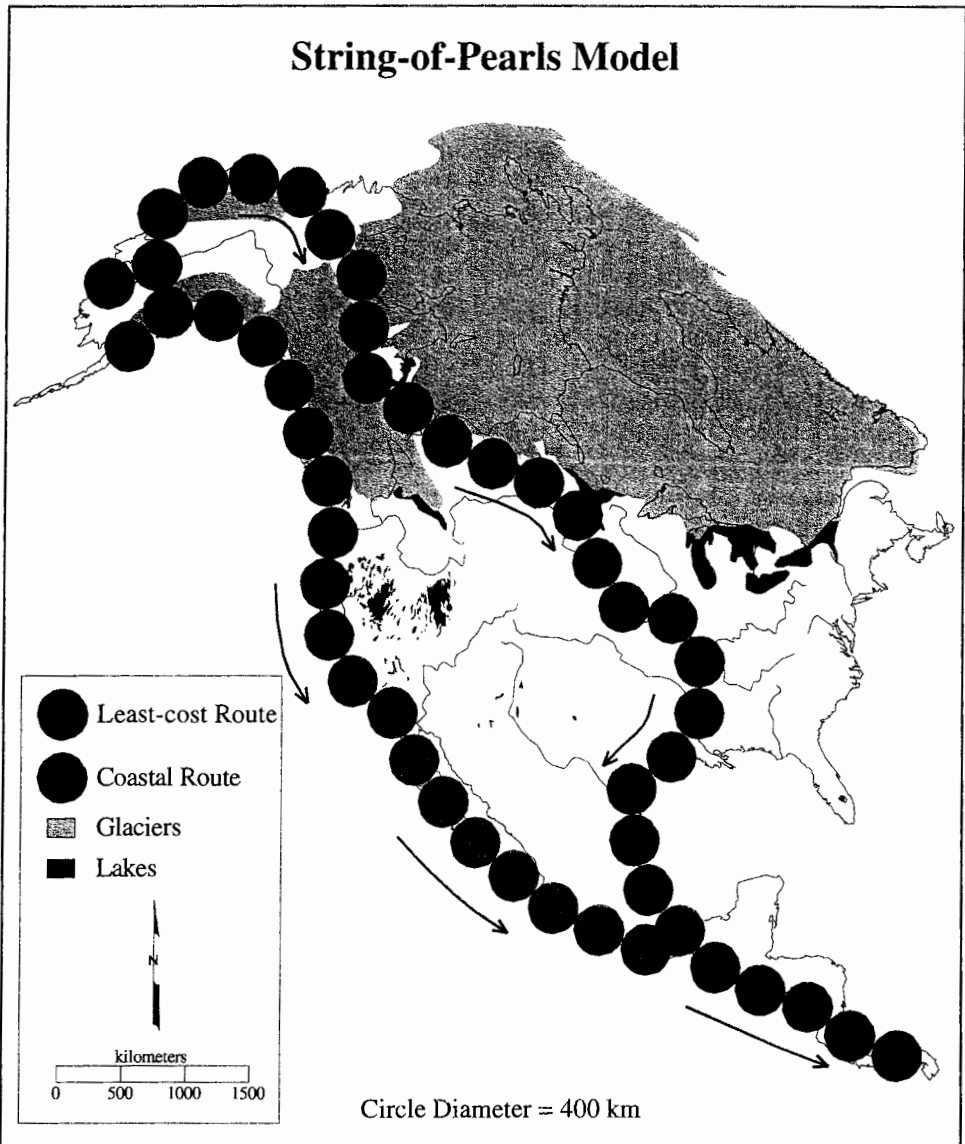 String-of-Pearls Model
Least-cost Route
Coastal Route
Glaciers
Lakes
N
kilometers
0 500 1000 1500
Circle Diameter = 400 km